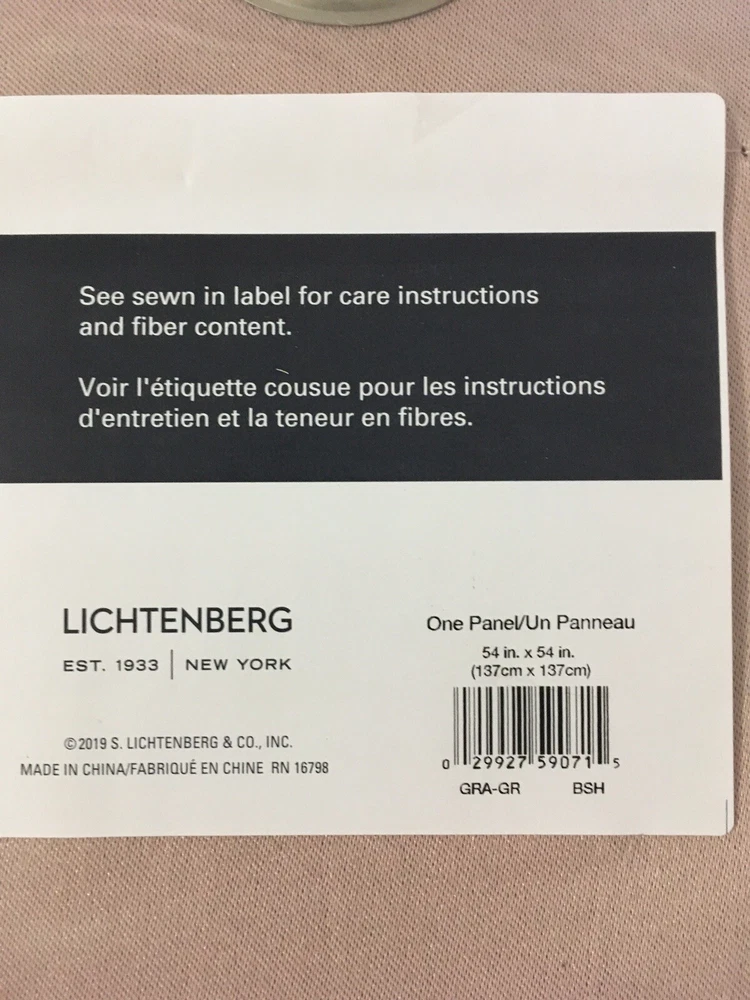 See sewn in label for care instructions
and fiber content.
Voir l'étiquette cousue pour les instructions
d'entretien et la teneur en fibres.
LICHTENBERG
EST. 1933 | NEW YORK
©2019 S. LICHTENBERG & CO., INC.
MADE IN CHINA/FABRIQUÉ EN CHINE RN 16798
One Panel/Un Panneau
54 in. x 54 in.
(137cm x 137cm)
0 29927 59071 5
GRA-GR BSH